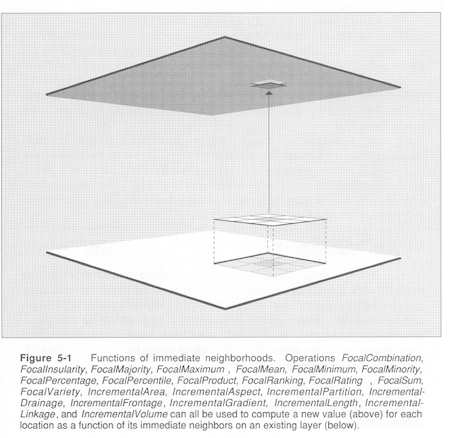 Figure 5-1 Functions of immediate neighborhoods. Operations FocalCombination,
FocalInsularity, FocalMajority, FocalMaximum , FocalMean, FocalMinimum, FocalMinority,
FocalPercentage, FocalPercentile, FocalProduct, FocalRanking, FocalRating , FocalSum,
FocalVariety, IncrementalArea, IncrementalAspect, IncrementalPartition, Incremental-
Drainage, IncrementalFrontage, IncrementalGradient, IncrementalLength, Incremental-
Linkage, and IncrementalVolume can all be used to compute a new value (above) for each
location as a function of its immediate neighbors on an existing layer (below).